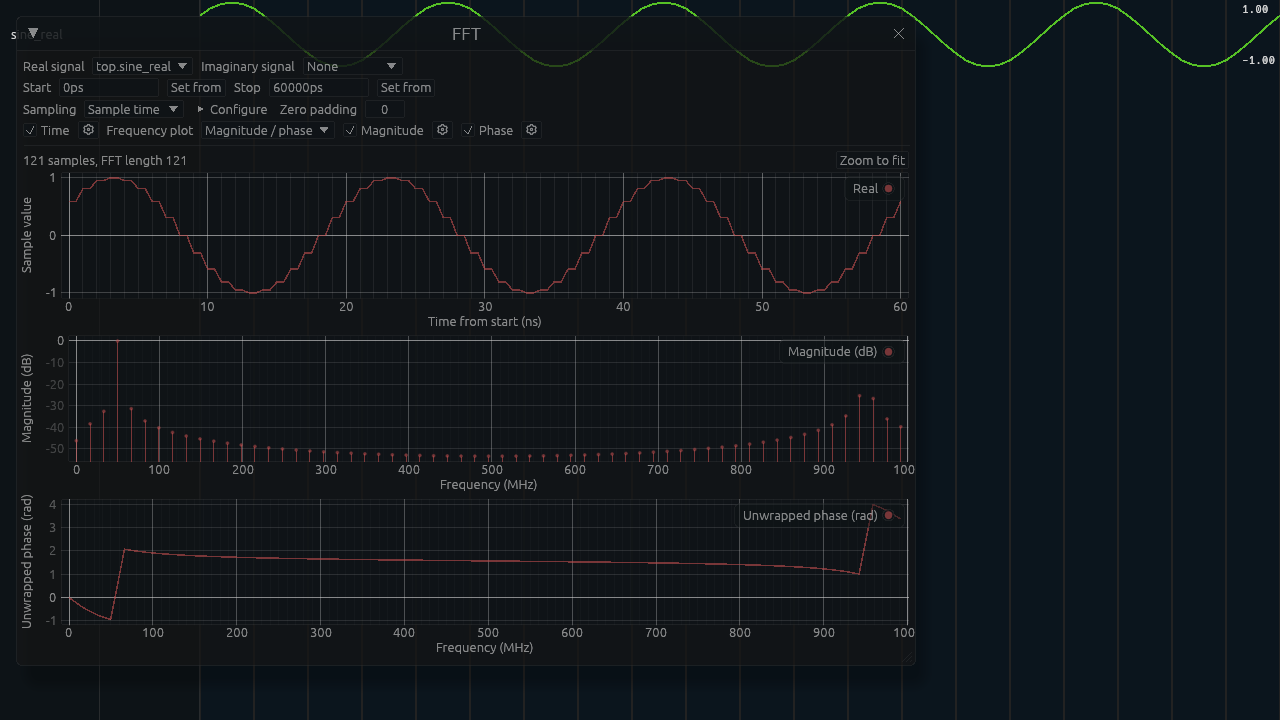 1.00
sine_real
FFT
-1.00
Real signal top.sine_real Imaginary signal None
Start 0ps Set from Stop 60000ps Set from
Sampling Sample time Configure Zero padding 0
Time Frequency plot Magnitude / phase Magnitude Phase
121 samples, FFT length 121 Zoom to fit
1
Real
Sample value
0
-1
0 10 20 30 40 50 60
Time from start (ns)
0
Magnitude (dB)
-10
-20
-30
-40
-50
Magnitude (dB)
0 100 200 300 400 500 600 700 800 900 100
Frequency (MHz)
4
Unwrapped phase (rad)
3
2
1
0
-1
Unwrapped phase (rad)
0 100 200 300 400 500 600 700 800 900 100
Frequency (MHz)